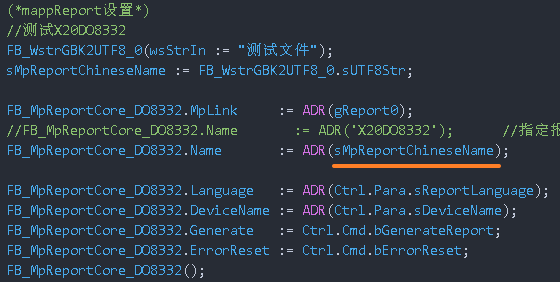 (*mappReport设置*)
//测试X20DO8332
FB_WstrGBK2UTF8_0(wsStrIn := "测试文件");
sMpReportChineseName := FB_WstrGBK2UTF8_0.sUTF8Str;
FB_MpReportCore_DO8332.MpLink := ADR(gReport0);
//FB_MpReportCore_DO8332.Name := ADR('X20DO8332'); //指定报
FB_MpReportCore_DO8332.Name := ADR(sMpReportChineseName);
FB_MpReportCore_DO8332.Language := ADR(Ctrl.Para.sReportLanguage);
FB_MpReportCore_DO8332.DeviceName := ADR(Ctrl.Para.sDeviceName);
FB_MpReportCore_DO8332.Generate := Ctrl.Cmd.bGenerateReport;
FB_MpReportCore_DO8332.ErrorReset := Ctrl.Cmd.bErrorReset;
FB_MpReportCore_DO8332();